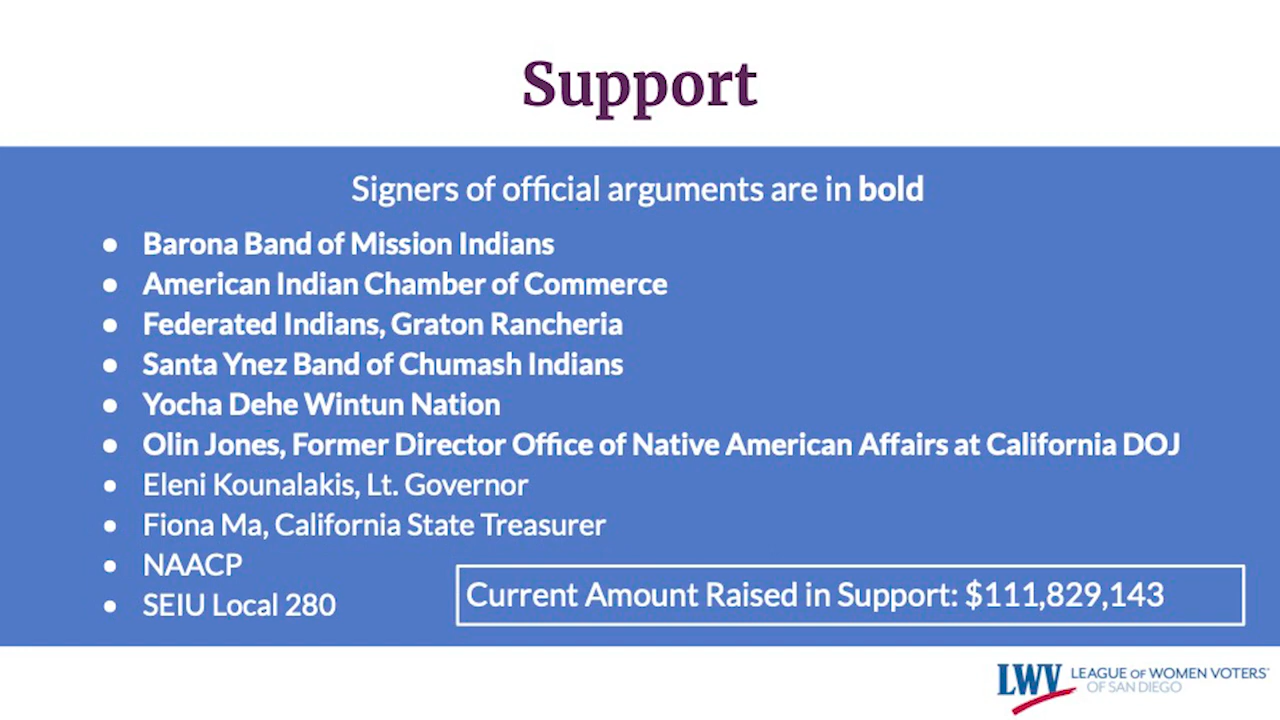 Support
Signers of official arguments are in bold
● Barona Band of Mission Indians
● American Indian Chamber of Commerce
● Federated Indians, Graton Rancheria
● Santa Ynez Band of Chumash Indians
● Yocha Dehe Wintun Nation
● Olin Jones, Former Director Office of Native American Affairs at California DOJ
● Eleni Kounalakis, Lt. Governor
● Fiona Ma, California State Treasurer
● NAACP
● SEIU Local 280
Current Amount Raised in Support: $111,829,143
LWV LEAGUE OF WOMEN VOTERS®
OF SAN DIEGO